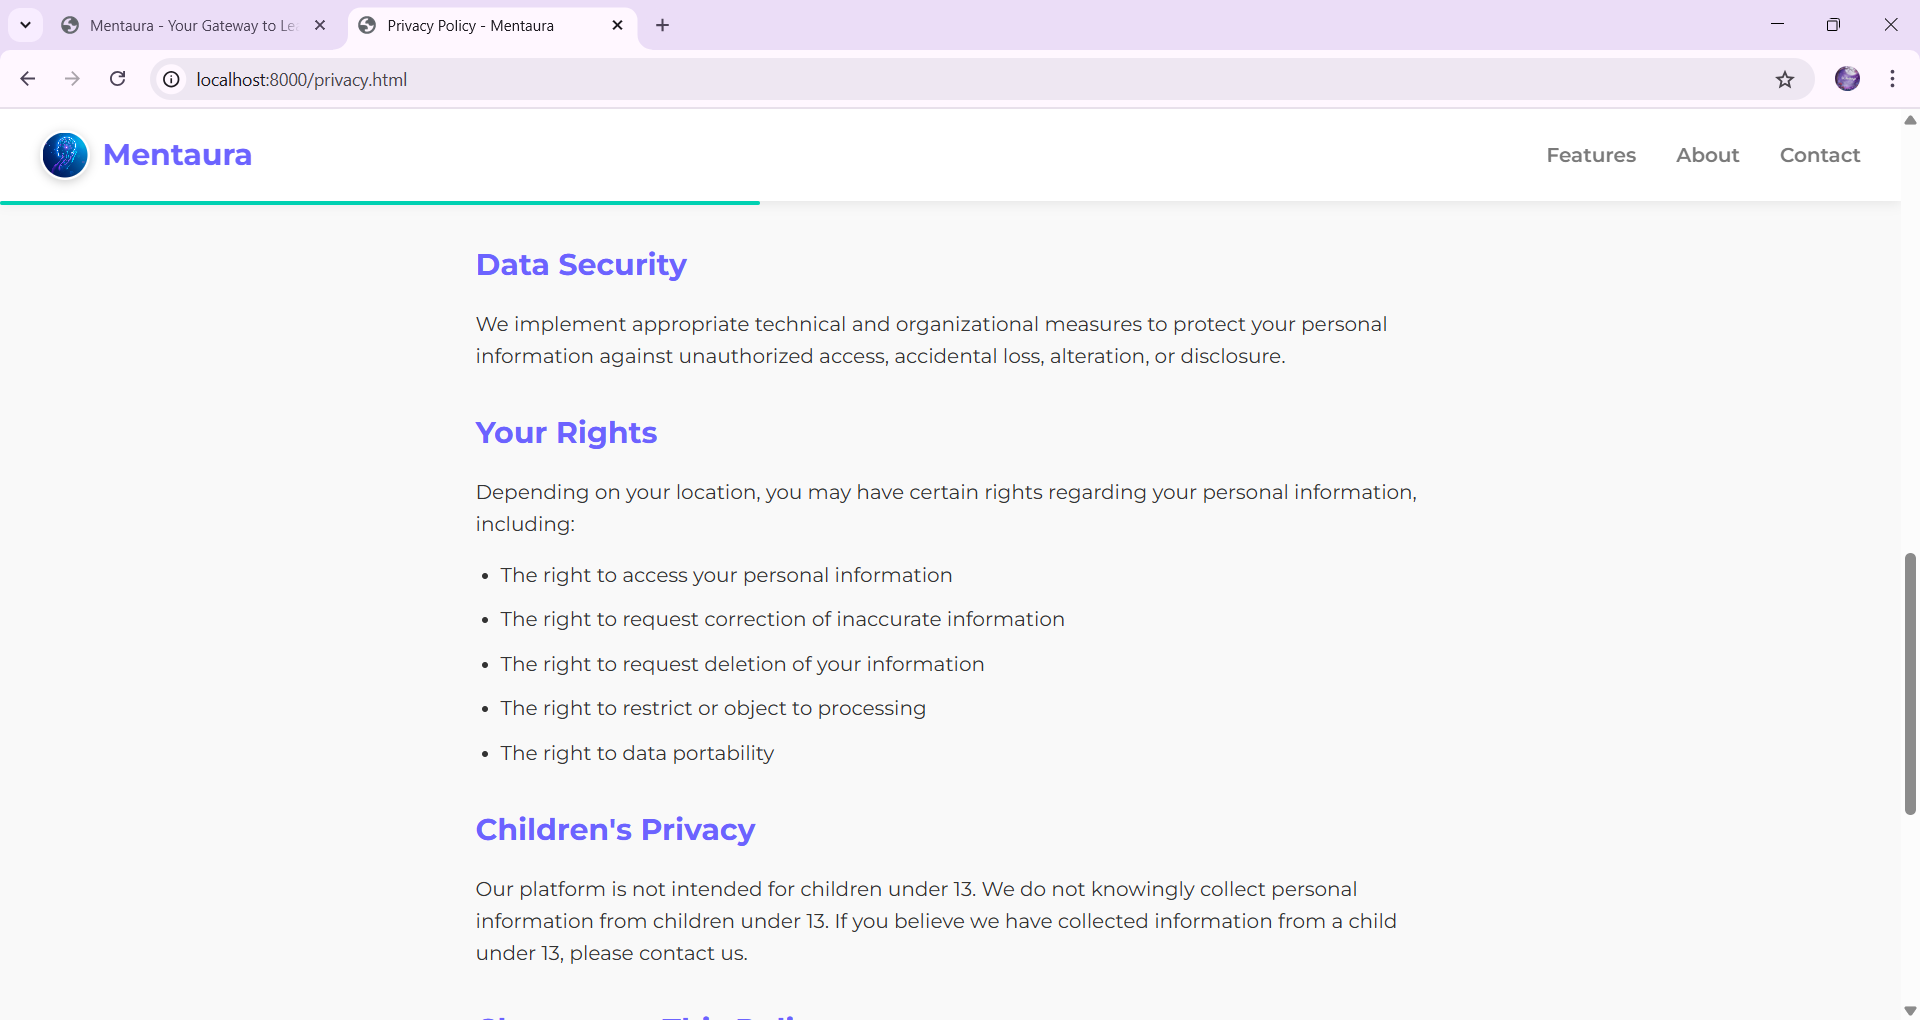 Mentaura - Your Gateway to Le
Privacy Policy - Mentaura
localhost:8000/privacy.html
Mentaura
Features
About
Contact
Data Security
We implement appropriate technical and organizational measures to protect your personal
information against unauthorized access, accidental loss, alteration, or disclosure.
Your Rights
Depending on your location, you may have certain rights regarding your personal information,
including:
• The right to access your personal information
• The right to request correction of inaccurate information
• The right to request deletion of your information
• The right to restrict or object to processing
• The right to data portability
Children's Privacy
Our platform is not intended for children under 13. We do not knowingly collect personal
information from children under 13. If you believe we have collected information from a child
under 13, please contact us.